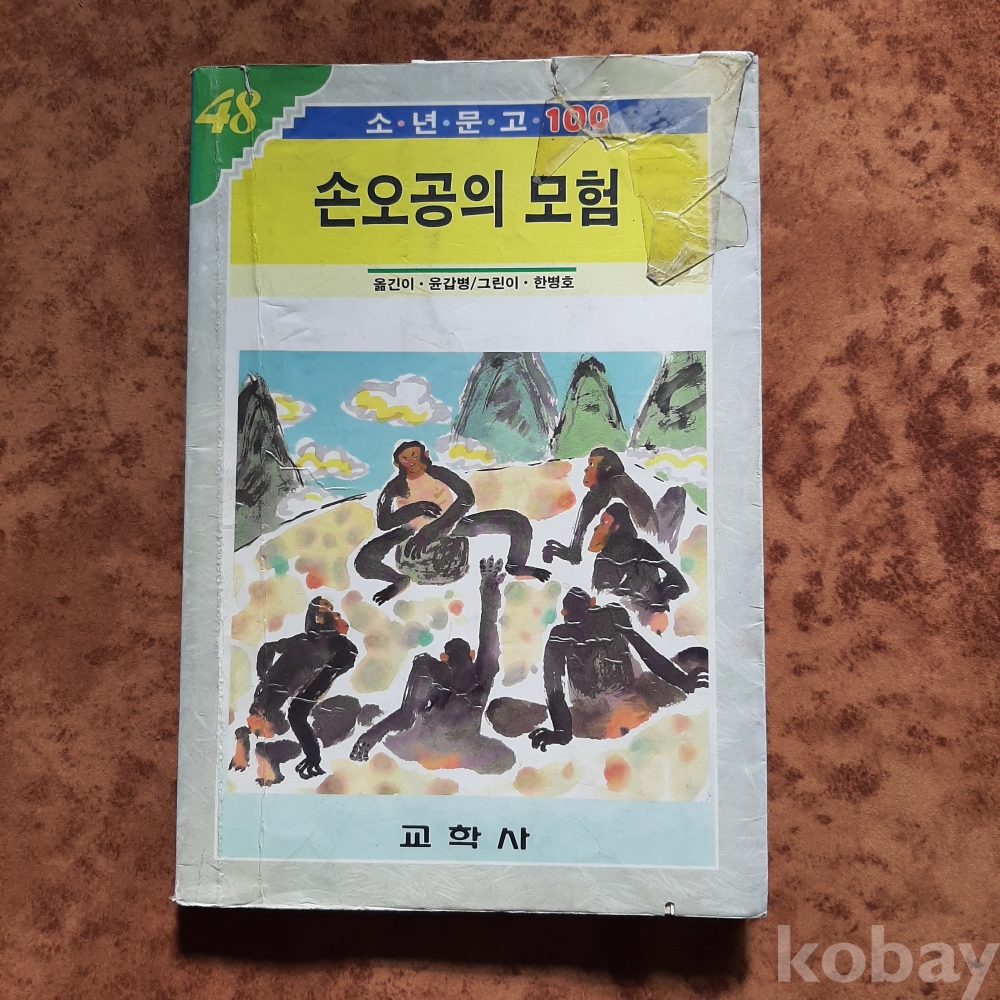 48
소·년·문·고·100
손오공의 모험
옮긴이·윤갑병/그린이·한병호
교학사
kobay